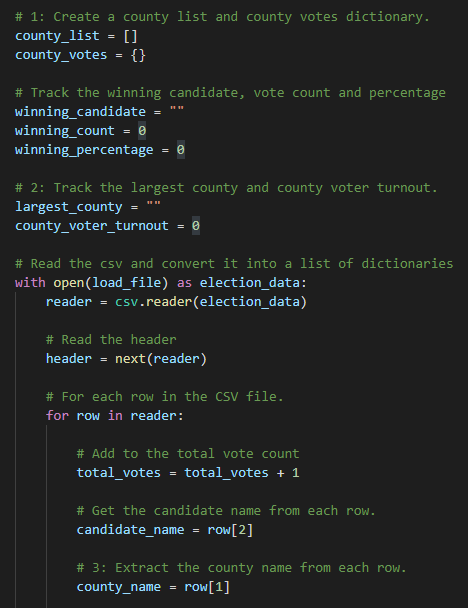 # 1: Create a county list and county votes dictionary.
county_list = []
county_votes = {}
# Track the winning candidate, vote count and percentage
winning_candidate = ""
winning_count = 0
winning_percentage = 0
# 2: Track the largest county and county voter turnout.
largest_county = ""
county_voter_turnout = 0
# Read the csv and convert it into a list of dictionaries
with open(load_file) as election_data:
    reader = csv.reader(election_data)
    # Read the header
    header = next(reader)
    # For each row in the CSV file.
    for row in reader:
        # Add to the total vote count
        total_votes = total_votes + 1
        # Get the candidate name from each row.
        candidate_name = row[2]
        # 3: Extract the county name from each row.
        county_name = row[1]